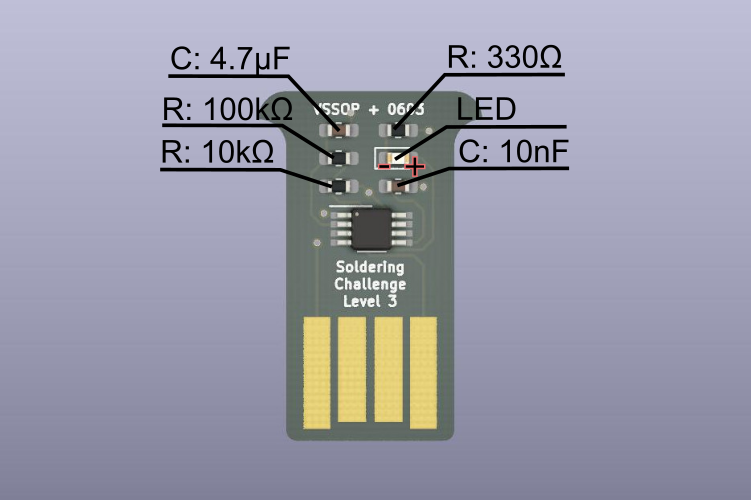 C: 4.7µF
R: 330Ω
VSSOP + 0603
R: 100kΩ
LED
R: 10kΩ
C: 10nF
- +
Soldering
Challenge
Level 3